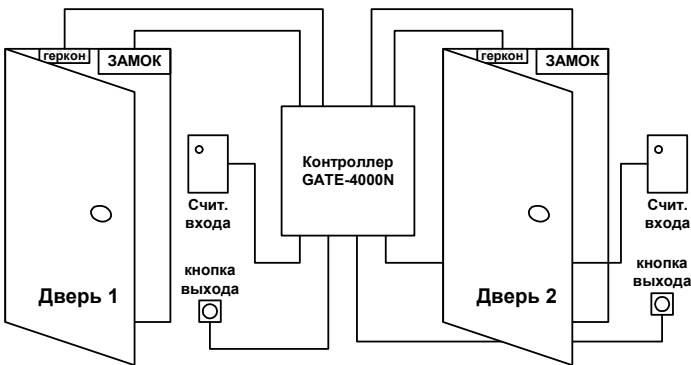 геркон
ЗАМОК
геркон
ЗАМОК
Контроллер
GATE-4000N
Счит.
входа
Счит.
входа
кнопка
выхода
кнопка
выхода
Дверь 1
Дверь 2